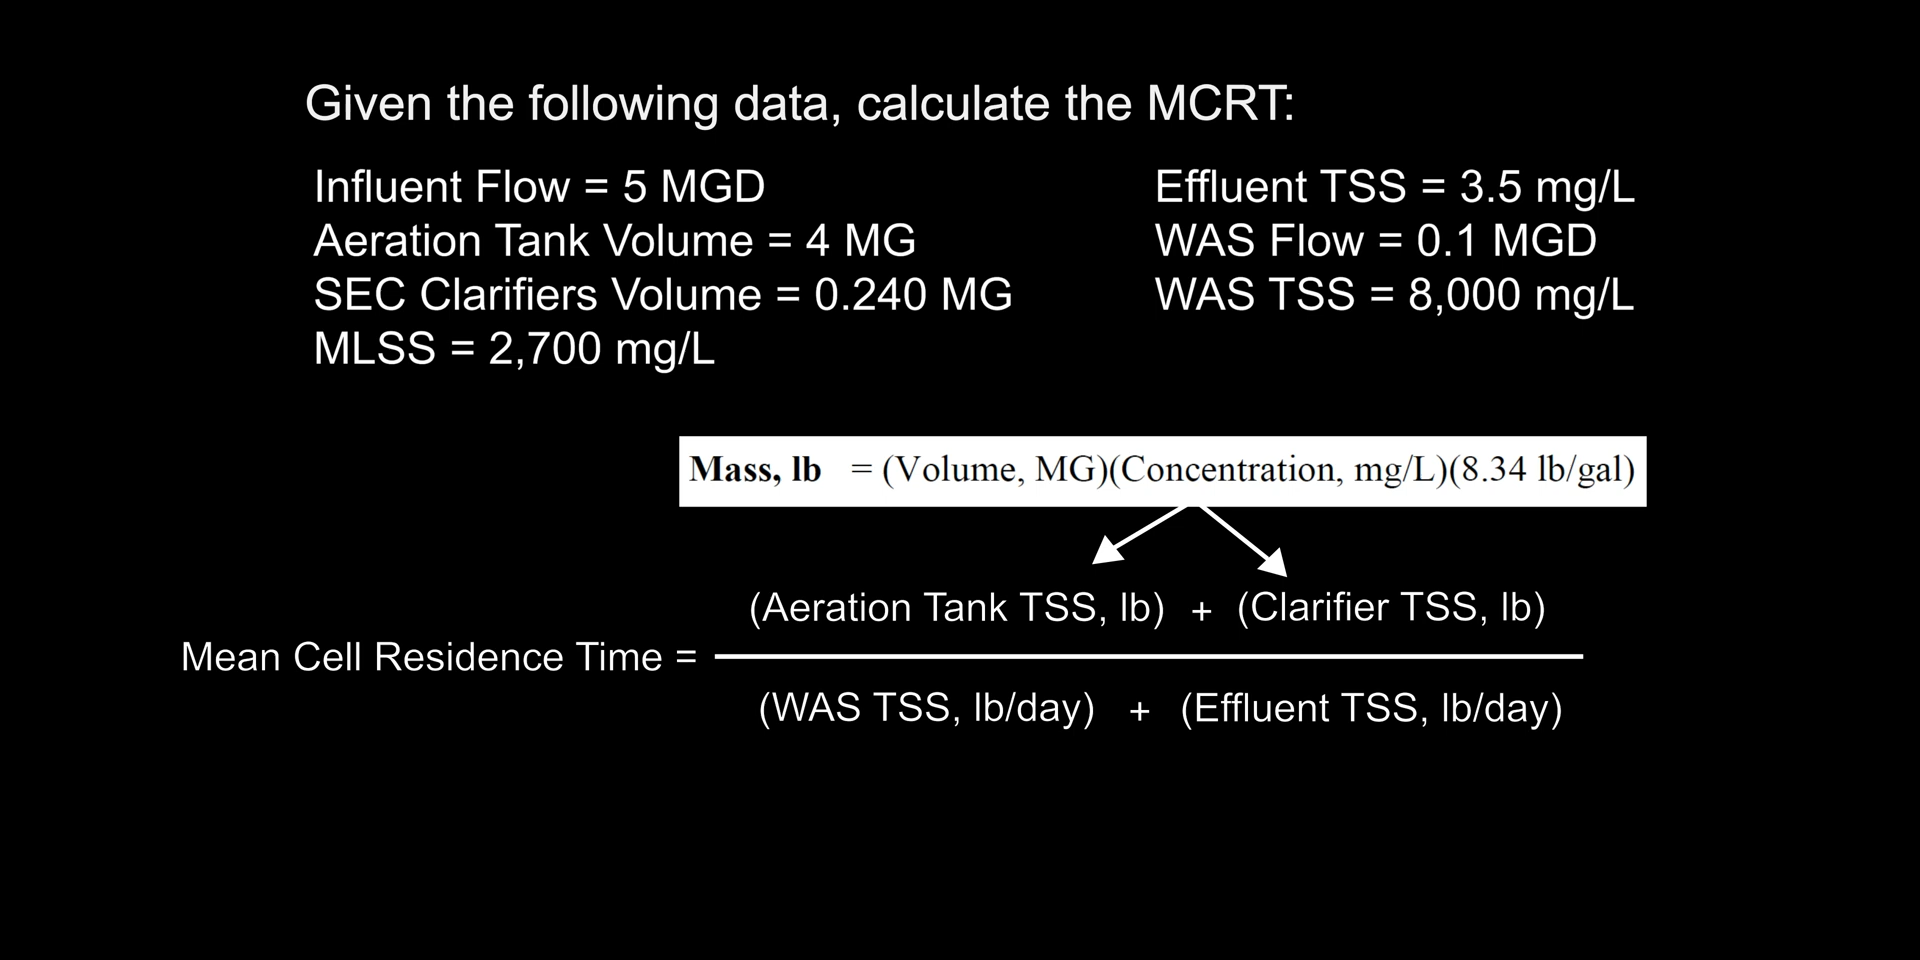 Given the following data, calculate the MCRT:
Influent Flow = 5 MGD
Aeration Tank Volume = 4 MG
SEC Clarifiers Volume = 0.240 MG
MLSS = 2,700 mg/L
Effluent TSS = 3.5 mg/L
WAS Flow = 0.1 MGD
WAS TSS = 8,000 mg/L
Mass, lb = (Volume, MG)(Concentration, mg/L)(8.34 lb/gal)
(Aeration Tank TSS, lb) + (Clarifier TSS, lb)
Mean Cell Residence Time =
(WAS TSS, lb/day) + (Effluent TSS, lb/day)